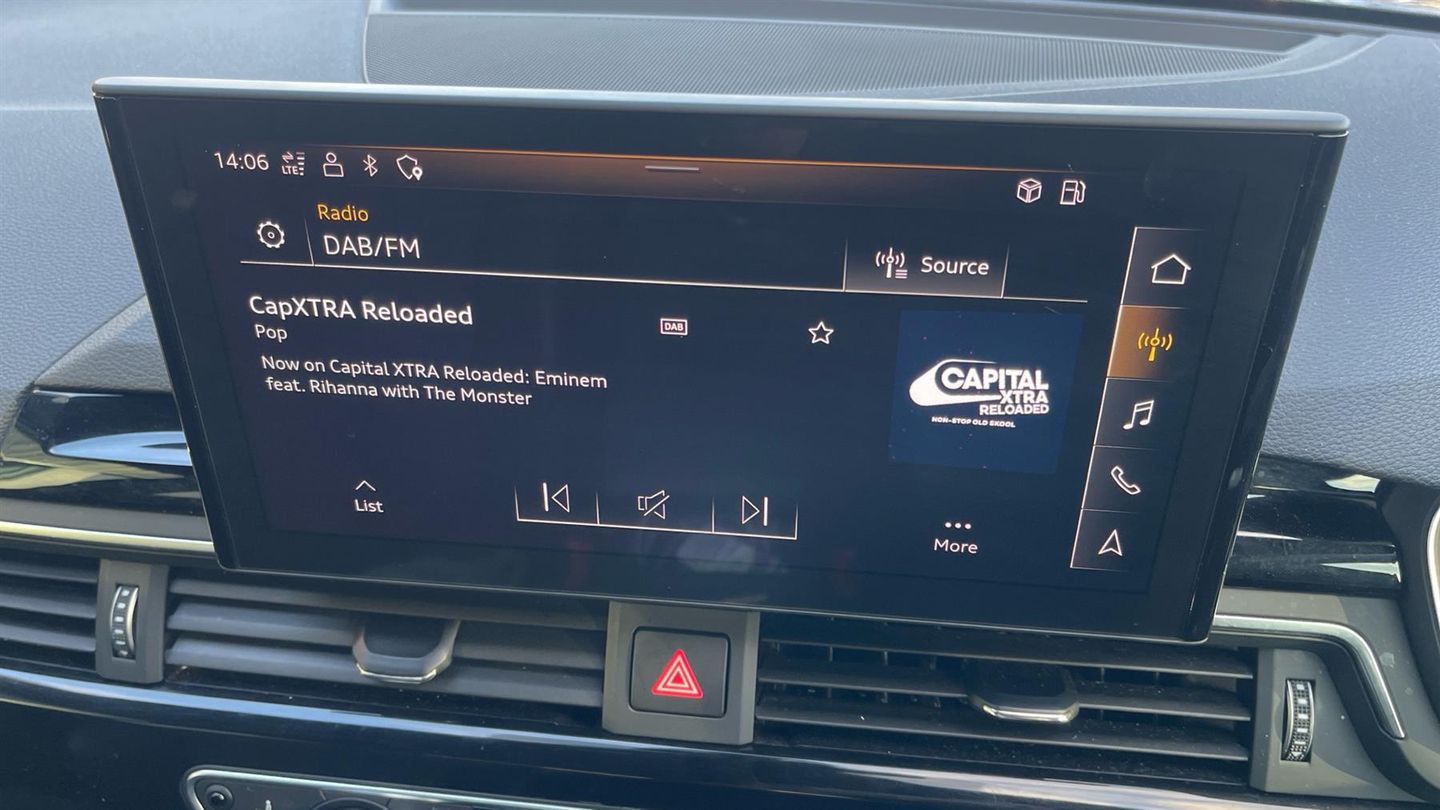 14:06
LTE
Radio
DAB/FM
Source
CapXTRA Reloaded
Pop
DAB
Now on Capital XTRA Reloaded: Eminem
feat. Rihanna with The Monster
CAPITAL
XTRA
RELOADED
NON-STOP OLD SKOOL
List
More